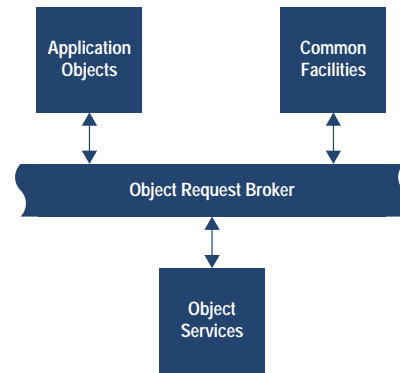 Application
Objects
Common
Facilities
Object Request Broker
Object
Services